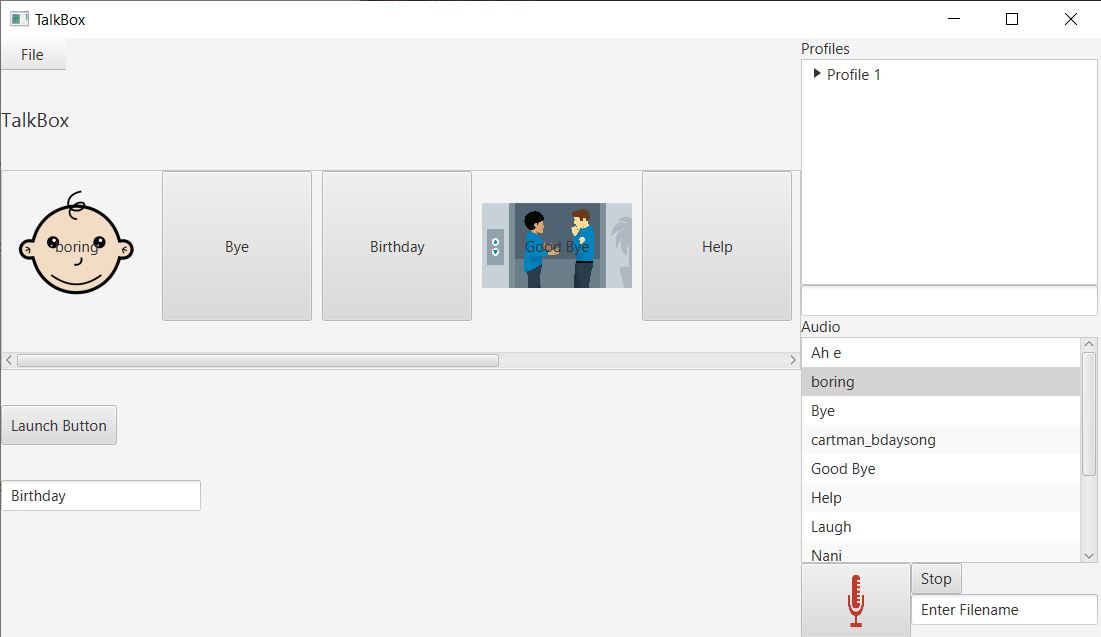 TalkBox
File
TalkBox
boring
Bye
Birthday
Good Bye
Help
Launch Button
Birthday
Profiles
Profile 1
Audio
Ah e
boring
Bye
cartman_bdaysong
Good Bye
Help
Laugh
Nani
Stop
Enter Filename